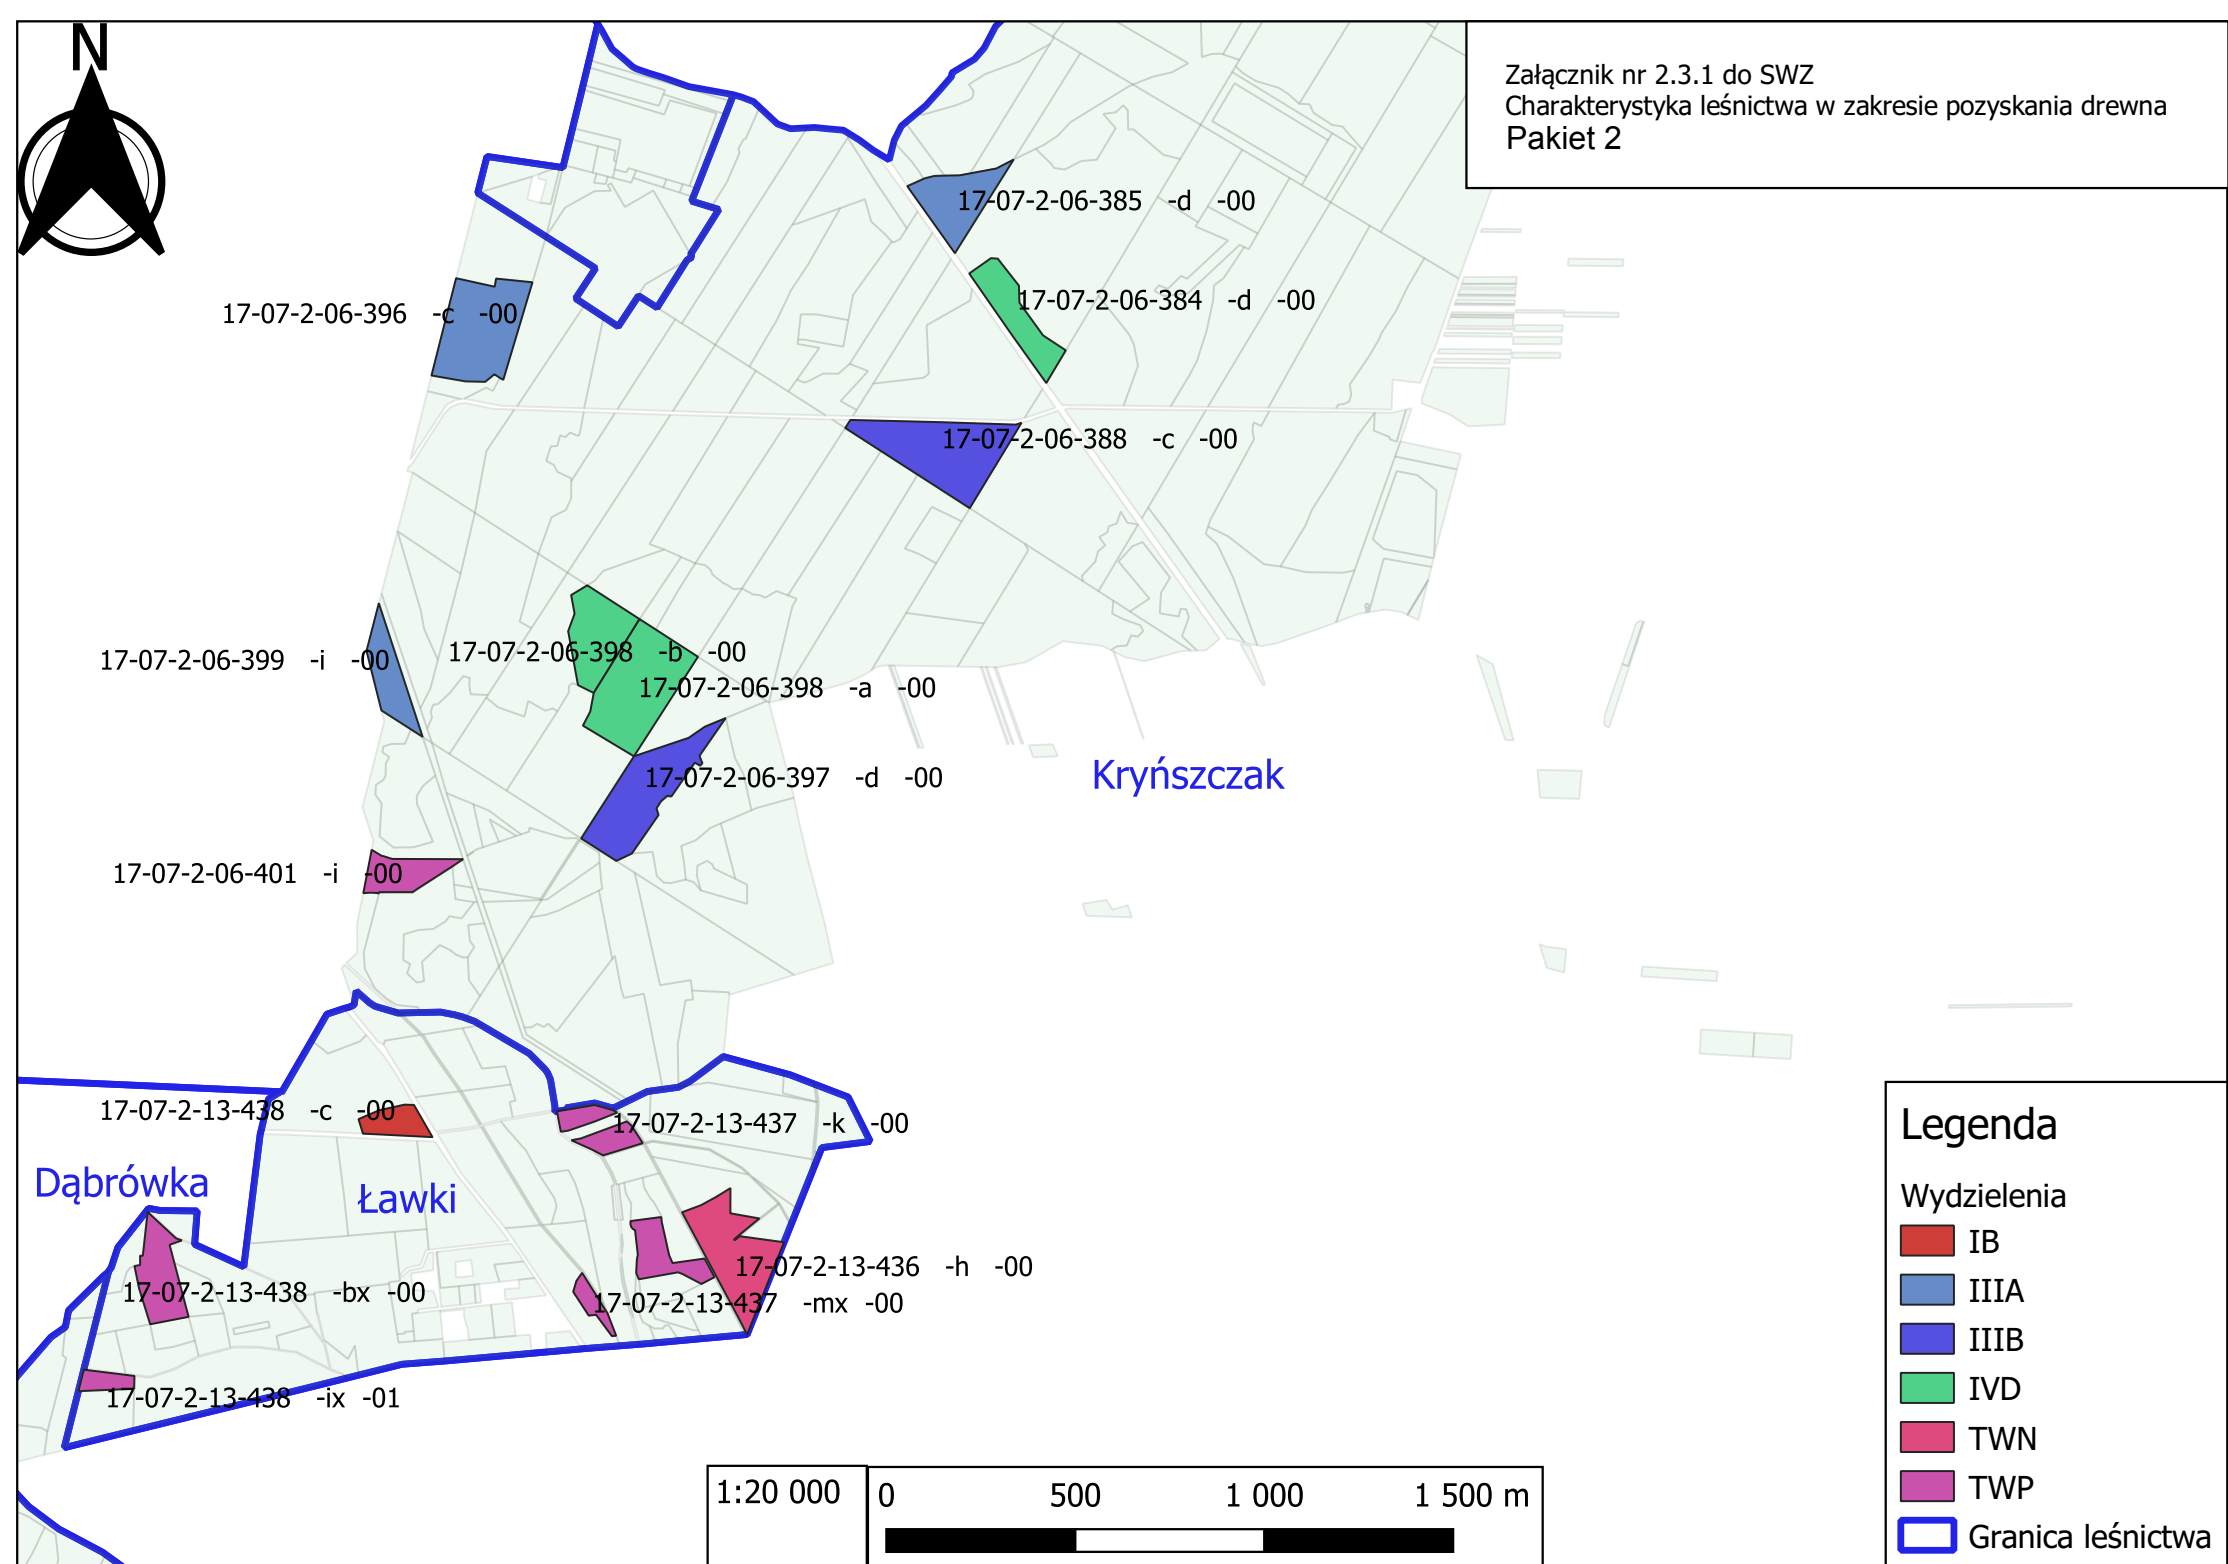 N
Załącznik nr 2.3.1 do SWZ
Charakterystyka leśnictwa w zakresie pozyskania drewna
Pakiet 2
17-07-2-06-385 -d -00
17-07-2-06-384 -d -00
17-07-2-06-396 -c -00
17-07-2-06-388 -c -00
17-07-2-06-399 -i -00
17-07-2-06-398 -b -00
17-07-2-06-398 -a -00
17-07-2-06-397 -d -00
Kryńszczak
17-07-2-06-401 -i -00
17-07-2-13-438 -c -00
17-07-2-13-437 -k -00
Dąbrówka
Ławki
17-07-2-13-436 -h -00
17-07-2-13-438 -bx -00
17-07-2-13-437 -mx -00
17-07-2-13-438 -ix -01
Legenda
Wydzielenia
IB
IIIA
IIIB
IVD
TWN
TWP
Granica leśnictwa
1:20 000
0 500 1 000 1 500 m